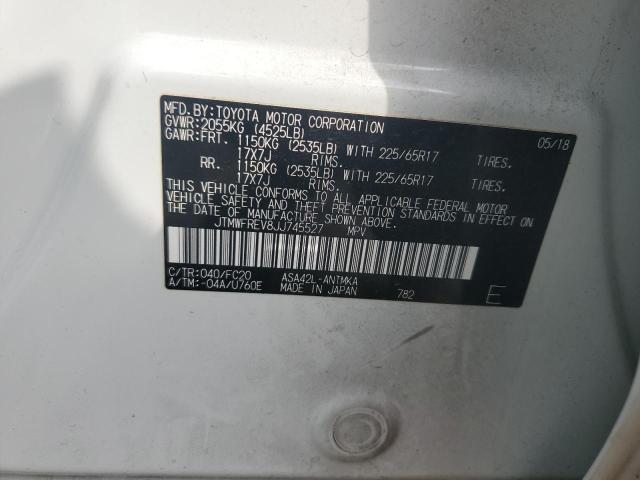 MFD.BY:TOYOTA MOTOR CORPORATION 05/18
GVWR:2055KG (4525LB)
GAWR:FRT. 1150KG (2535LB) WITH 225/65R17 TIRES.
17X7J RIMS.
RR. 1150KG (2535LB) WITH 225/65R17 TIRES.
17X7J RIMS.
THIS VEHICLE CONFORMS TO ALL APPLICABLE FEDERAL MOTOR
VEHICLE SAFETY AND THEFT PREVENTION STANDARDS IN EFFECT ON
THE DATE OF MANUFACTURE SHOWN ABOVE.
JTMWFREV8JJ745527 MPV
C/TR:040/FC20 ASA42L-ANTMKA
A/TM:-04A/U760E MADE IN JAPAN 782 E